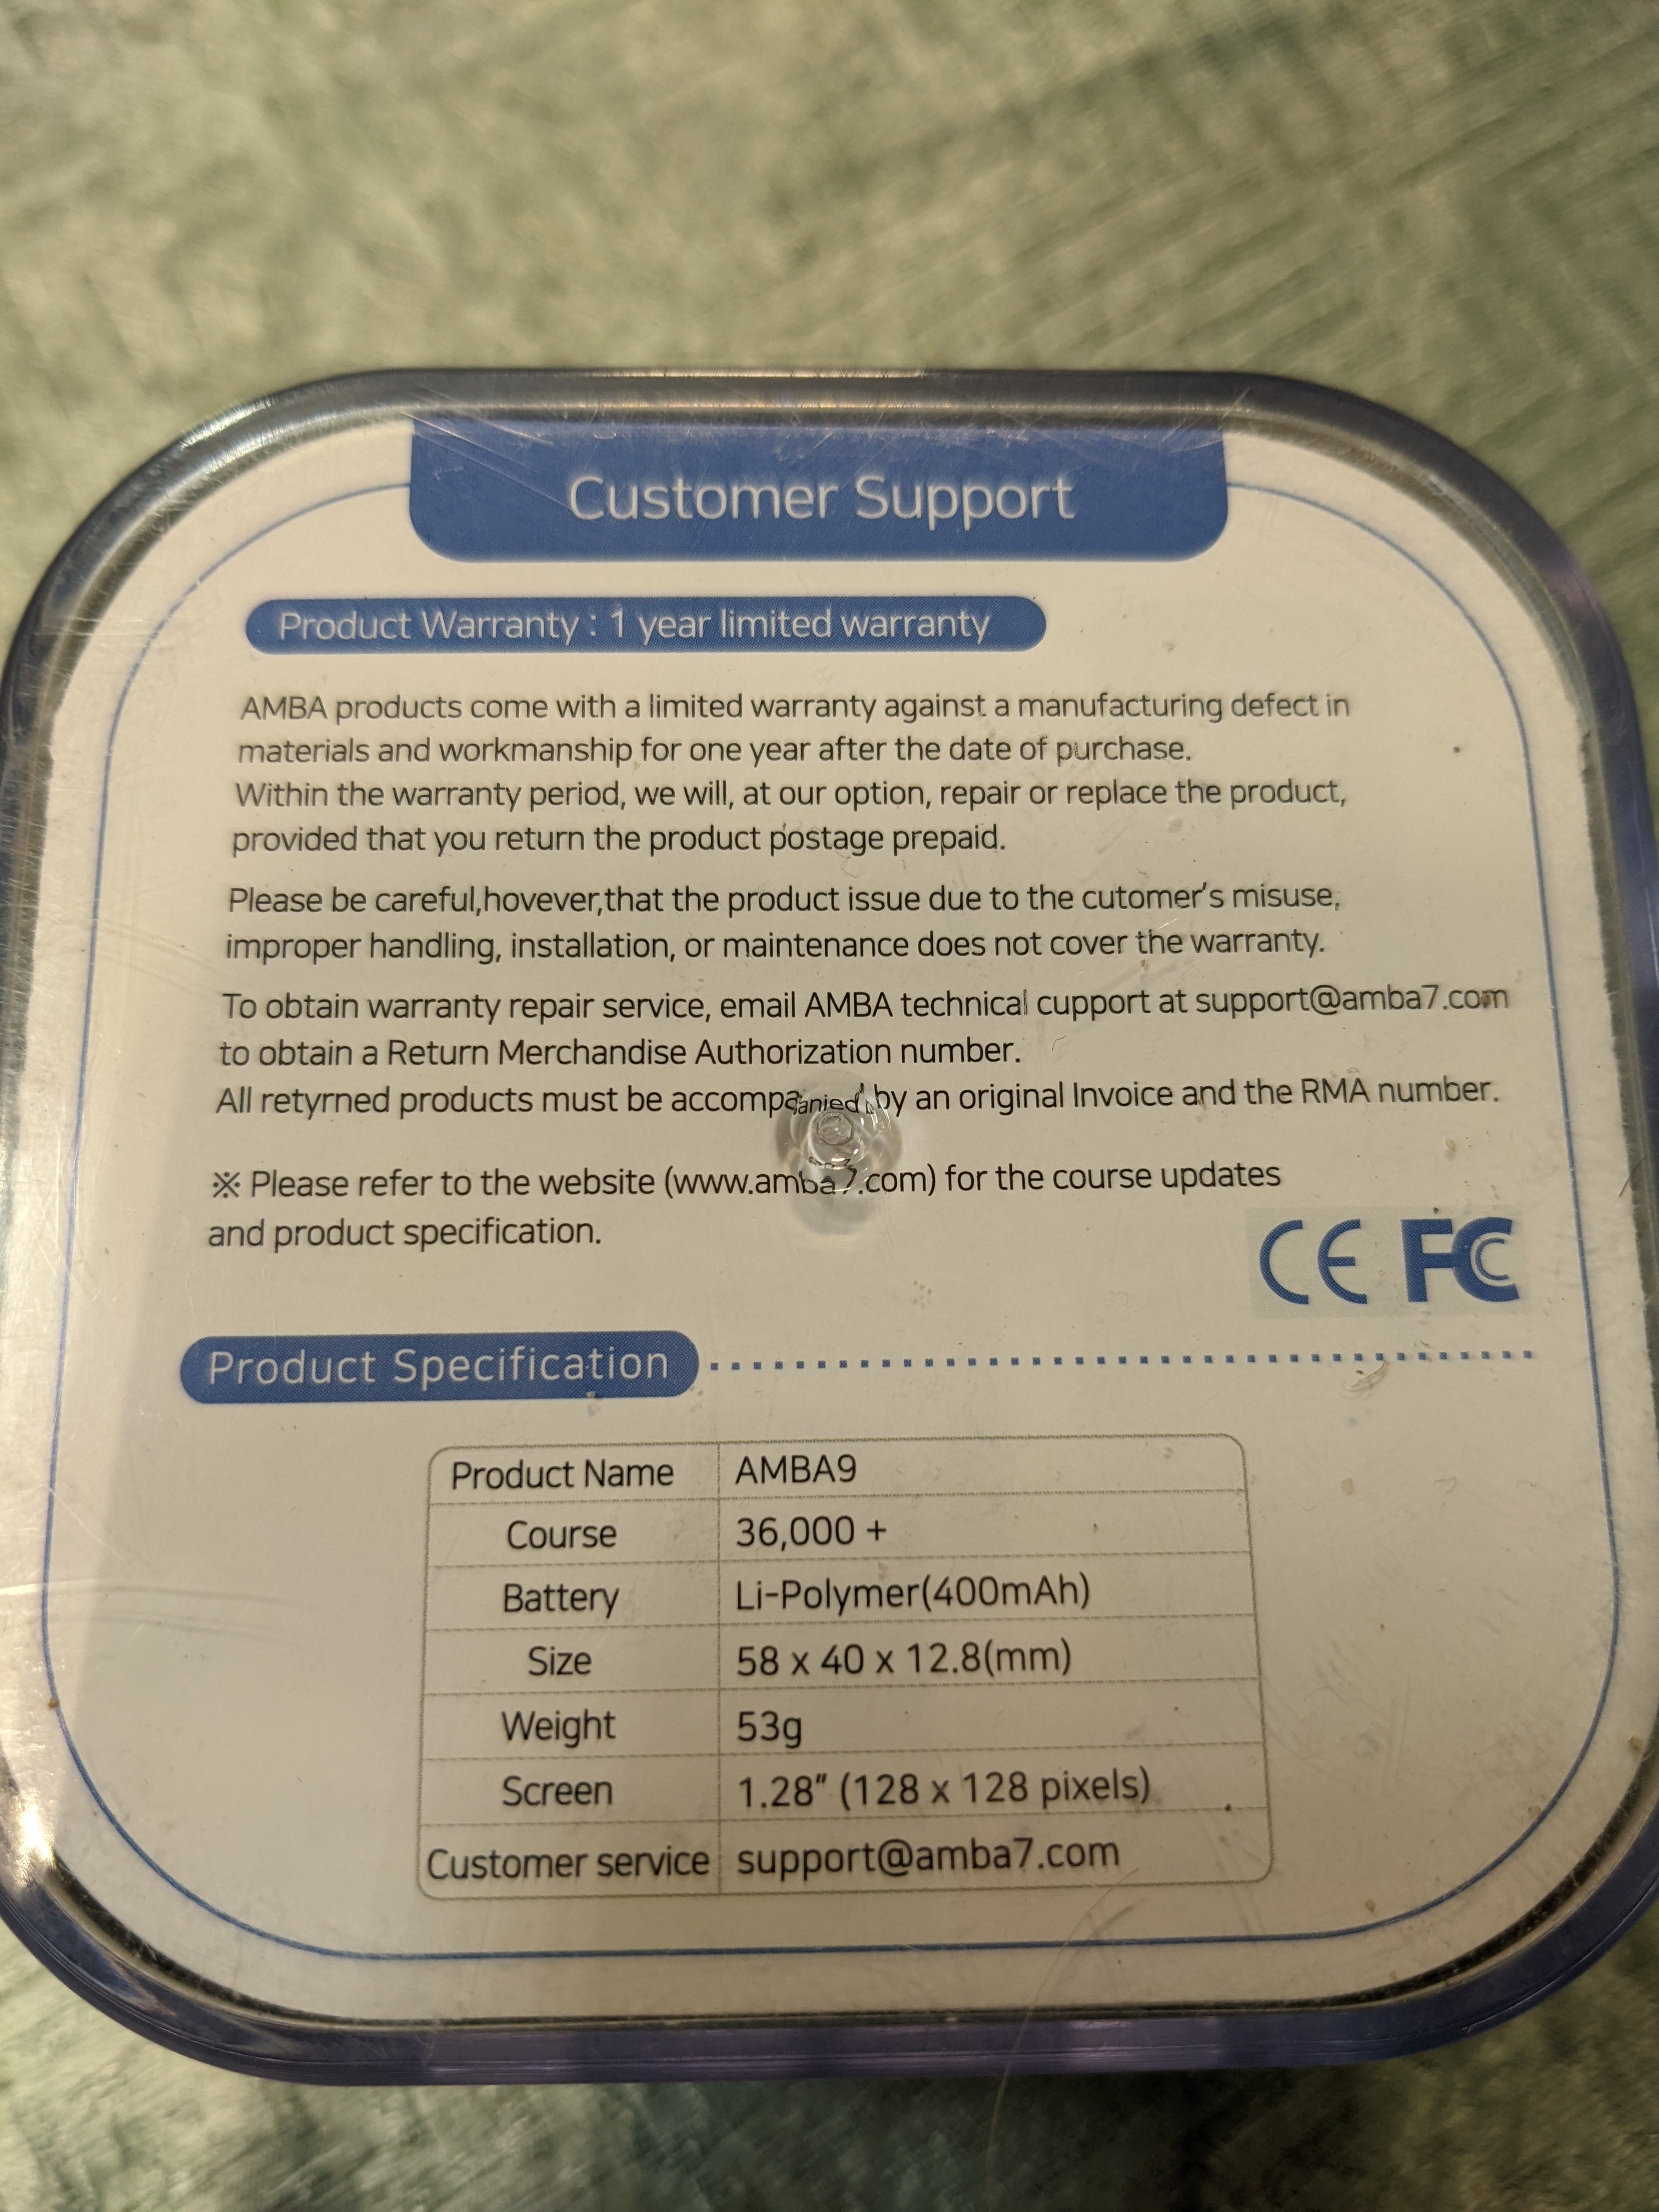 Customer Support
Product Warranty : 1 year limited warranty
AMBA products come with a limited warranty against a manufacturing defect in
materials and workmanship for one year after the date of purchase.
Within the warranty period, we will, at our option, repair or replace the product,
provided that you return the product postage prepaid.
Please be careful,hovever,that the product issue due to the cutomer's misuse,
improper handling, installation, or maintenance does not cover the warranty.
To obtain warranty repair service, email AMBA technical cupport at support@amba7.com
to obtain a Return Merchandise Authorization number.
All retyrned products must be accompanied by an original Invoice and the RMA number.
※ Please refer to the website (www.amba7.com) for the course updates
and product specification.
CE FC
Product Specification
Product Name AMBA9
Course 36,000 +
Battery Li-Polymer(400mAh)
Size 58 x 40 x 12.8(mm)
Weight 53g
Screen 1.28" (128 x 128 pixels)
Customer service support@amba7.com